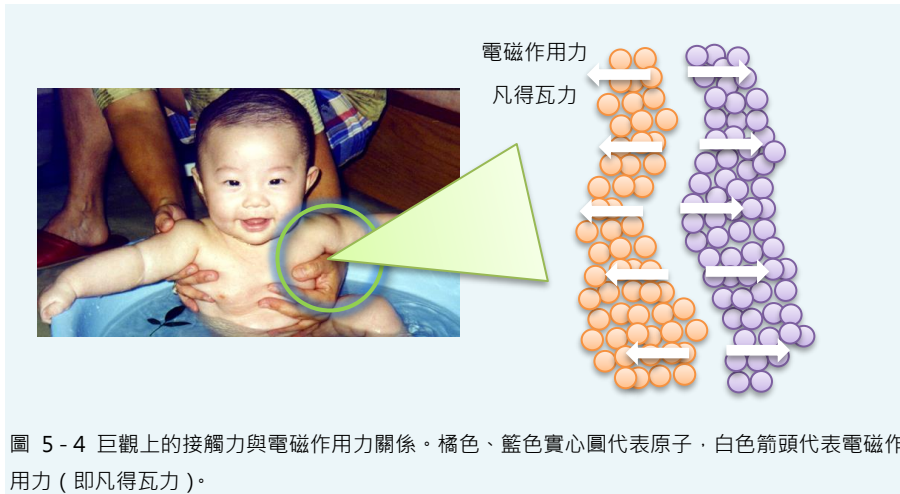 電磁作用力
凡得瓦力
圖 5-4 巨觀上的接觸力與電磁作用力關係。橘色、籃色實心圓代表原子，白色箭頭代表電磁作
用力(即凡得瓦力)。